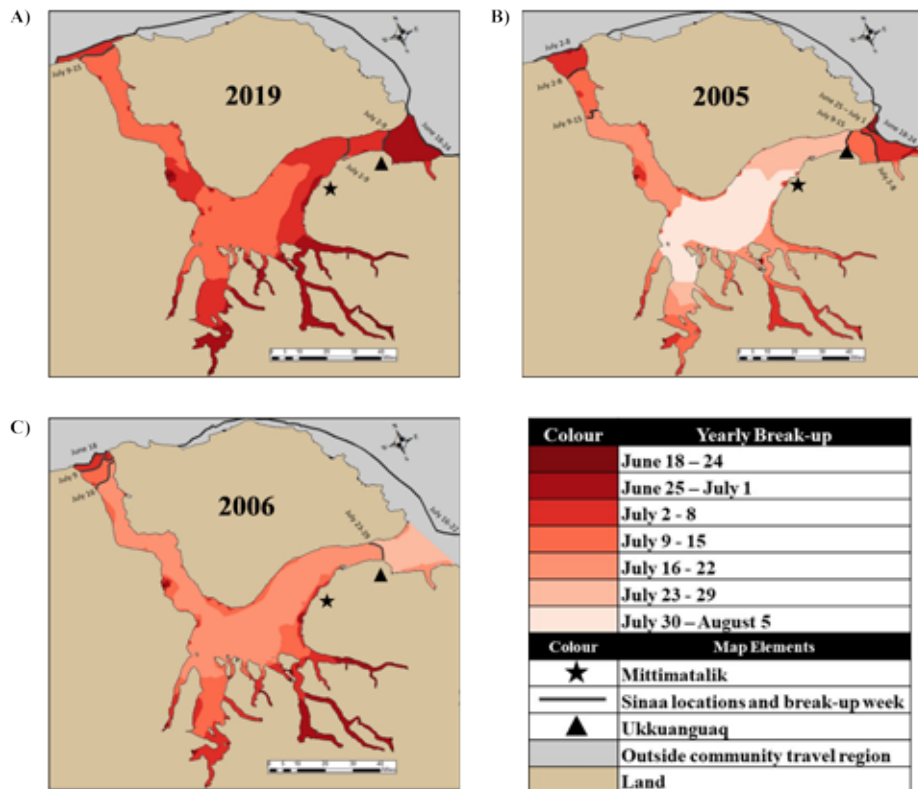 A)
July 9-15
2019
July 2-9
June 18-24
July 2-9
B)
July 2-8
July 2-8
July 9-15
2005
June 25 – July 1
July 9-15
June 18-24
July 2-8
C)
June 18
July 9
July 16
2006
July 16-22
July 23-29
Colour Yearly Break-up
June 18 – 24
June 25 – July 1
July 2 - 8
July 9 - 15
July 16 - 22
July 23 - 29
July 30 – August 5
Colour Map Elements
Mittimatalik
Sinaa locations and break-up week
Ukkuanguaq
Outside community travel region
Land